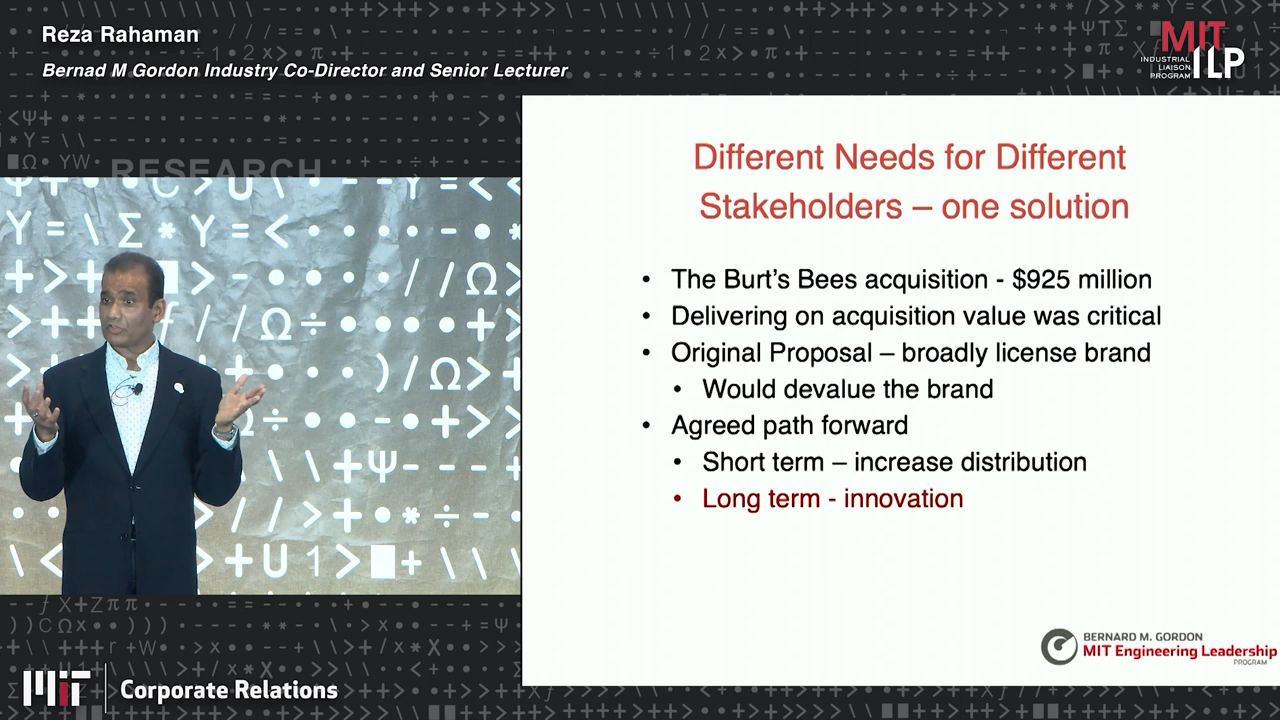 Reza Rahaman
Bernad M Gordon Industry Co-Director and Senior Lecturer
MIT
INDUSTRIAL
LIAISON
PROGRAM
ILP
RESEARCH
Different Needs for Different
Stakeholders – one solution
• The Burt's Bees acquisition - $925 million
• Delivering on acquisition value was critical
• Original Proposal – broadly license brand
• Would devalue the brand
• Agreed path forward
• Short term – increase distribution
• Long term - innovation
BERNARD M. GORDON
MIT Engineering Leadership
PROGRAM
MIT
Corporate Relations